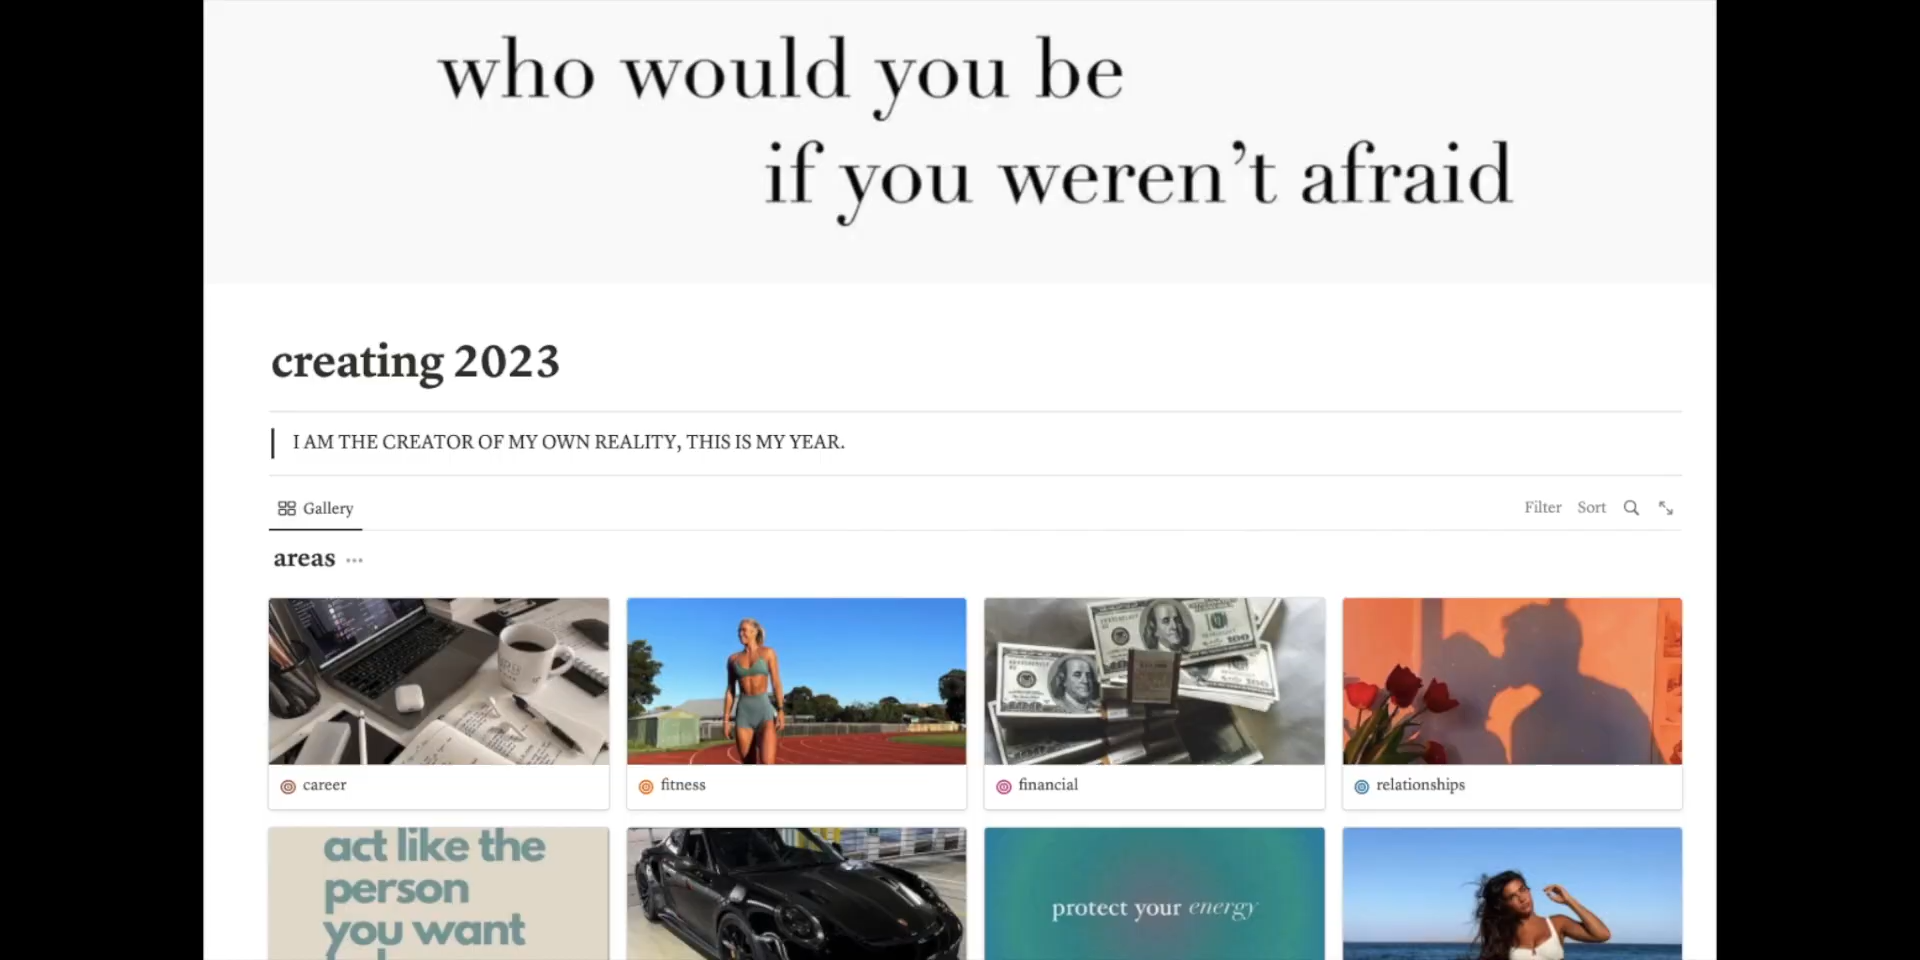 who would you be
if you weren’t afraid
creating 2023
I AM THE CREATOR OF MY OWN REALITY, THIS IS MY YEAR.
Gallery
Filter Sort
areas
100
100
career
fitness
financial
relationships
act like the
person
you want
protect your energy